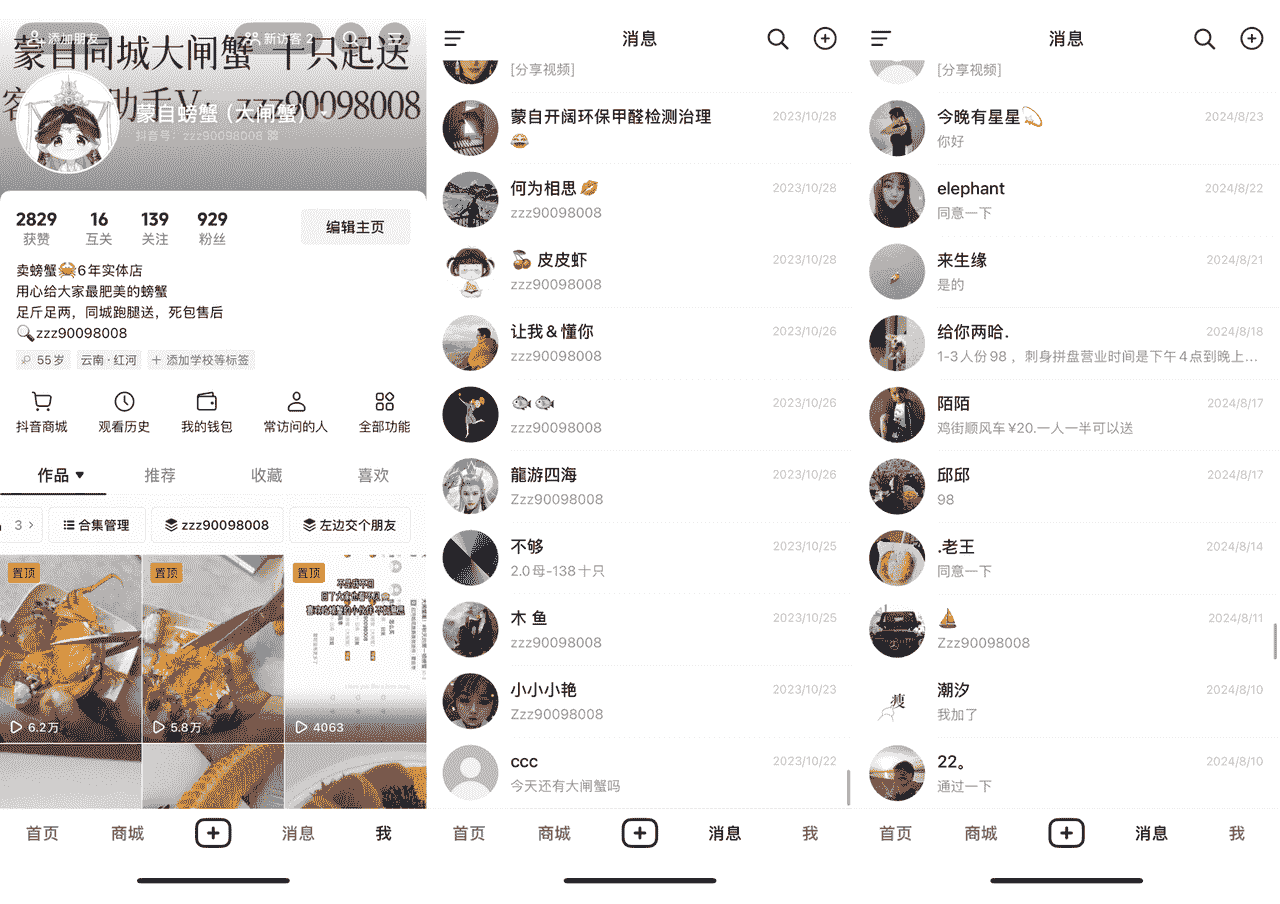 添加朋友
新访客 2
蒙自同城大闸蟹 十只起送
客 助手V zzz90098008
蒙自螃蟹（大闸蟹）
抖音号：zzz90098008
2829 获赞
16 互关
139 关注
929 粉丝
编辑主页
卖螃蟹🦀6年实体店
用心给大家最肥美的螃蟹
足斤足两，同城跑腿送，死包售后
🔍zzz90098008
55岁
云南·红河
+ 添加学校等标签
抖音商城
观看历史
我的钱包
常访问的人
全部功能
作品
推荐
收藏
喜欢
3 >
合集管理
zzz90098008
左边交个朋友
置顶
置顶
置顶
6.2万
5.8万
4063
首页
商城
消息
我
消息
[分享视频]
蒙自开阔环保甲醛检测治理
2023/10/28
😂
何为相思💋
2023/10/28
zzz90098008
🍒 皮皮虾
2023/10/28
zzz90098008
让我＆懂你
2023/10/26
zzz90098008
🐟🐟
2023/10/26
zzz90098008
龍游四海
2023/10/26
Zzz90098008
不够
2023/10/25
2.0母-138十只
木 鱼
2023/10/25
zzz90098008
小小小艳
2023/10/23
Zzz90098008
ccc
2023/10/22
今天还有大闸蟹吗
首页
商城
消息
我
消息
[分享视频]
今晚有星星💫
2024/8/23
你好
elephant
2024/8/22
同意一下
来生缘
2024/8/21
是的
给你两哈.
2024/8/18
1-3人份98 ，刺身拼盘营业时间是下午4点到晚上...
陌陌
2024/8/17
鸡街顺风车¥20.一人一半可以送
邱邱
2024/8/17
98
.老王
2024/8/14
同意一下
⛵
2024/8/11
Zzz90098008
潮汐
2024/8/10
我加了
22。
2024/8/10
通过一下
首页
商城
消息
我